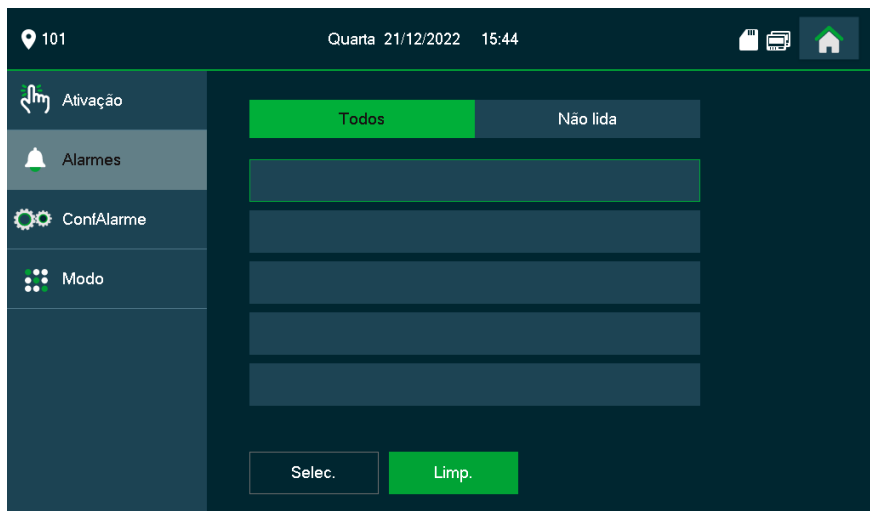 101
Quarta 21/12/2022 15:44
Ativação
Alarmes
ConfAlarme
Modo
Todos
Não lida
Selec.
Limp.